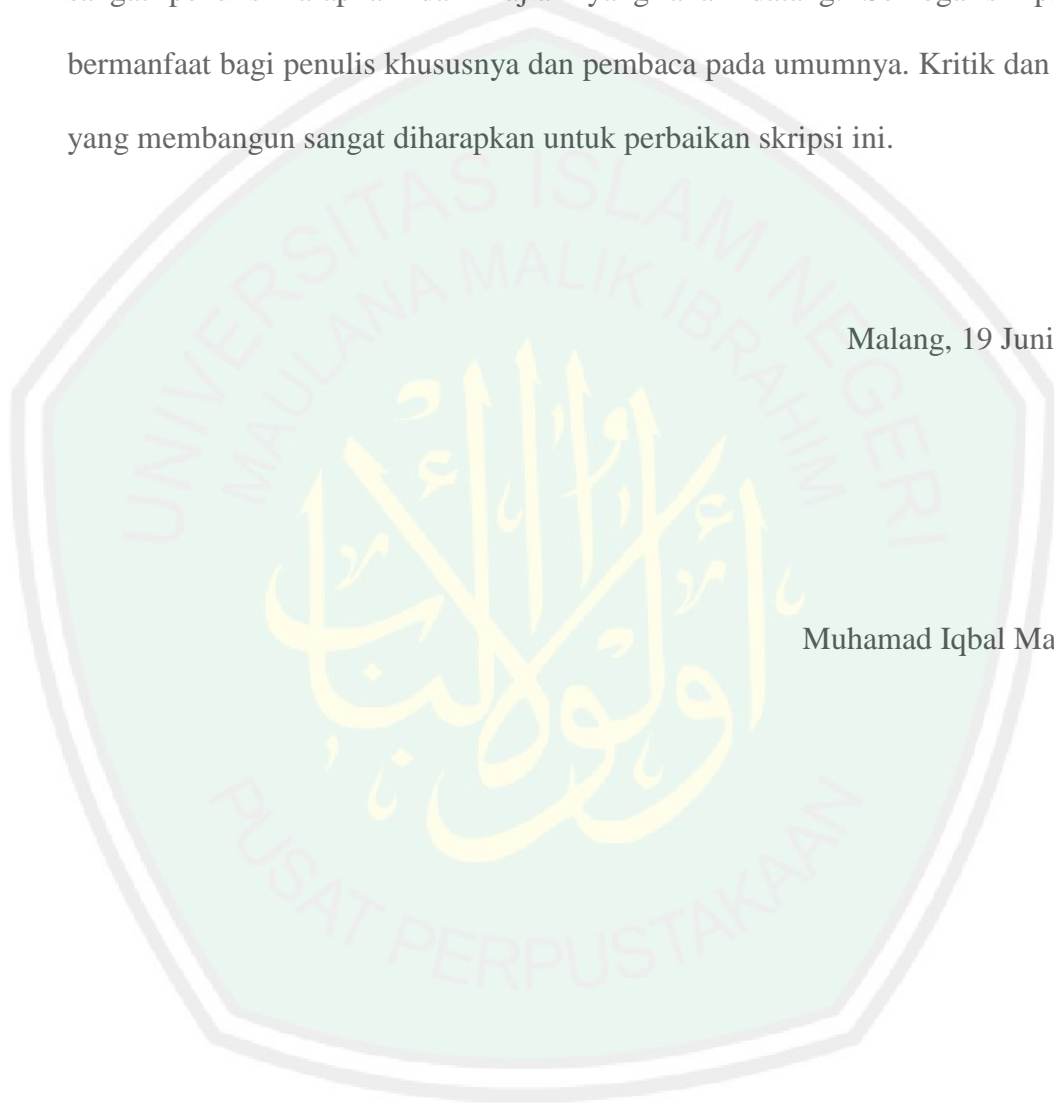 bermanfaat bagi penulis khususnya dan pembaca pada umumnya. Kritik dan
yang membangun sangat diharapkan untuk perbaikan skripsi ini.
UNIVERSITAS ISLAM NEGERI
MAULANA MALIK IBRAHIM
Malang, 19 Juni
Muhamad Iqbal Ma
PUSAT PERPUSTAKAAN